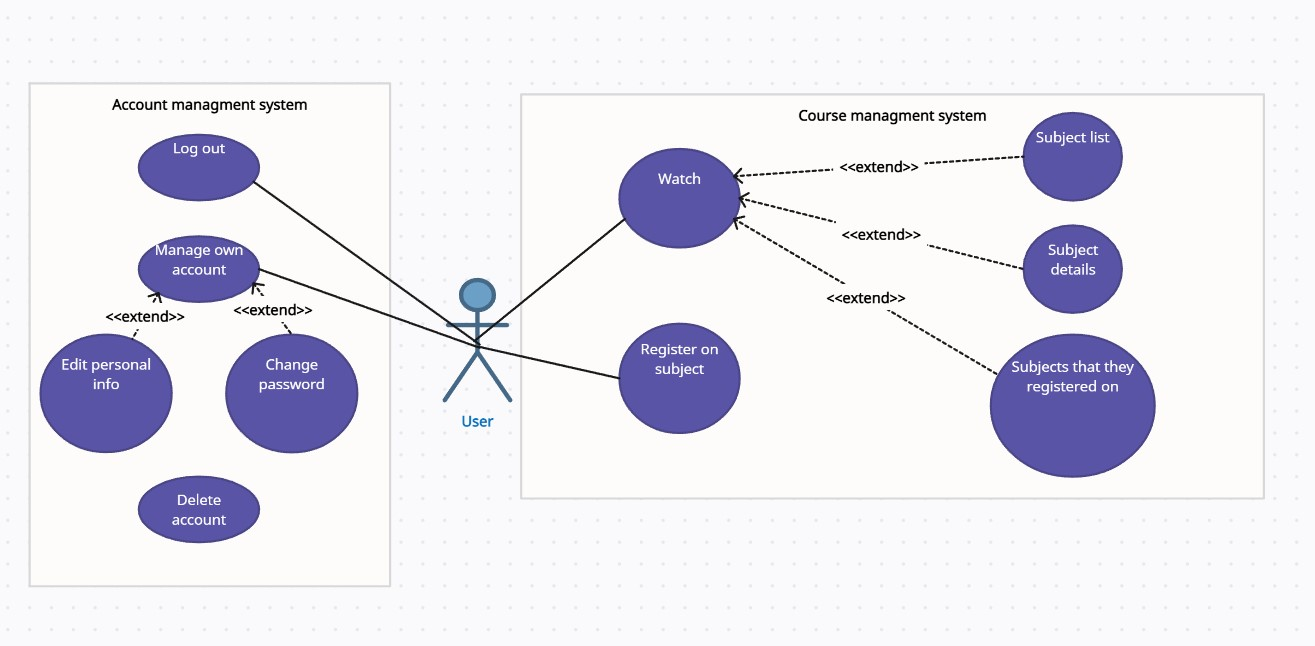 Account managment system
Log out
Manage own
account
<<extend>>
<<extend>>
Edit personal
info
Change
password
Delete
account
User
Course managment system
Watch
Register on
subject
<<extend>>
<<extend>>
<<extend>>
Subject list
Subject
details
Subjects that they
registered on